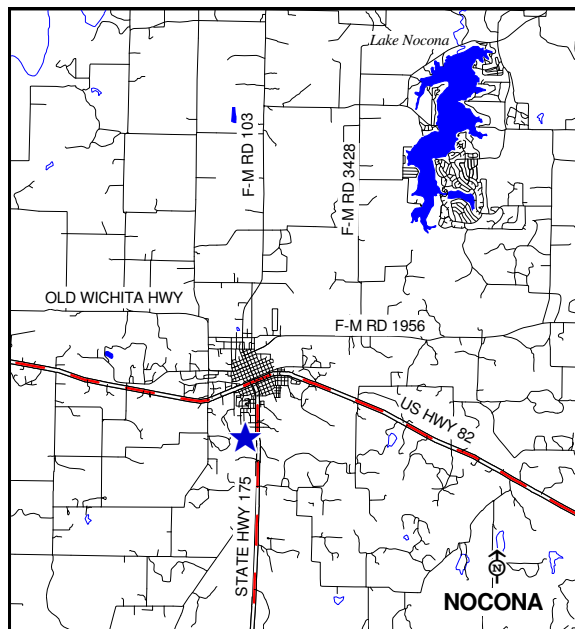 Lake Nocona
F-M RD 103
F-M RD 3428
OLD WICHITA HWY
F-M RD 1956
US HWY 82
STATE HWY 175
N
NOCONA